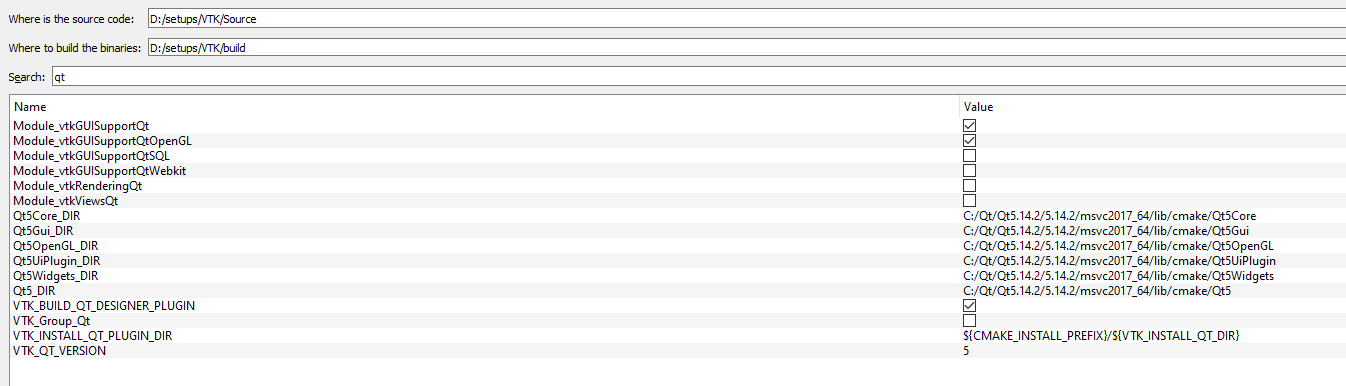 Where is the source code: D:/setups/VTK/Source
Where to build the binaries: D:/setups/VTK/build
Search: qt
Name Value
Module_vtkGUISupportQt
Module_vtkGUISupportQtOpenGL
Module_vtkGUISupportQtSQL
Module_vtkGUISupportQtWebkit
Module_vtkRenderingQt
Module_vtkViewsQt
Qt5Core_DIR C:/Qt/Qt5.14.2/5.14.2/msvc2017_64/lib/cmake/Qt5Core
Qt5Gui_DIR C:/Qt/Qt5.14.2/5.14.2/msvc2017_64/lib/cmake/Qt5Gui
Qt5OpenGL_DIR C:/Qt/Qt5.14.2/5.14.2/msvc2017_64/lib/cmake/Qt5OpenGL
Qt5UiPlugin_DIR C:/Qt/Qt5.14.2/5.14.2/msvc2017_64/lib/cmake/Qt5UiPlugin
Qt5Widgets_DIR C:/Qt/Qt5.14.2/5.14.2/msvc2017_64/lib/cmake/Qt5Widgets
Qt5_DIR C:/Qt/Qt5.14.2/5.14.2/msvc2017_64/lib/cmake/Qt5
VTK_BUILD_QT_DESIGNER_PLUGIN
VTK_Group_Qt
VTK_INSTALL_QT_PLUGIN_DIR ${CMAKE_INSTALL_PREFIX}/${VTK_INSTALL_QT_DIR}
VTK_QT_VERSION 5